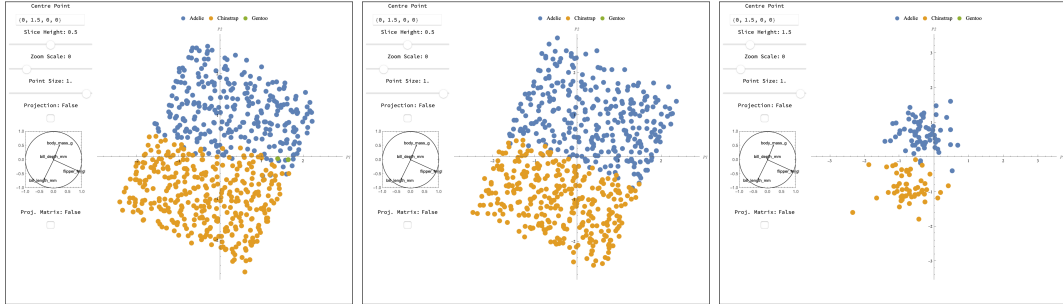 Centre Point
{0, 1.5, 0, 0}
Slice Height: 0.5
Zoom Scale: 0
Point Size: 1.
Projection: False
body_mass_g
bill_depth_mm
bill_length_mm
Proj. Matrix: False
Adelie Chinstrap Gentoo
Centre Point
{0, 1.5, 0, 0}
Slice Height: 0.5
Zoom Scale: 0
Point Size: 1.
Projection: False
body_mass_g
bill_depth_mm
bill_length_mm
Proj. Matrix: False
Adelie Chinstrap Gentoo
Centre Point
{0, 1.5, 0, 0}
Slice Height: 1.5
Zoom Scale: 0
Point Size: 1.
Projection: False
body_mass_g
bill_depth_mm
bill_length_mm
Proj. Matrix: False
Adelie Chinstrap Gentoo